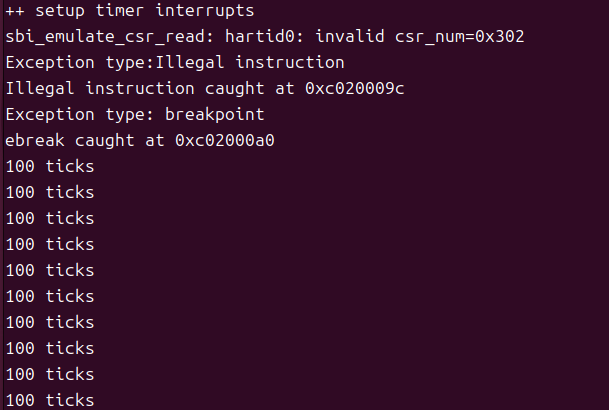 ++ setup timer interrupts
sbi_emulate_csr_read: hartid0: invalid csr_num=0x302
Exception type:Illegal instruction
Illegal instruction caught at 0xc020009c
Exception type: breakpoint
ebreak caught at 0xc02000a0
100 ticks
100 ticks
100 ticks
100 ticks
100 ticks
100 ticks
100 ticks
100 ticks
100 ticks
100 ticks